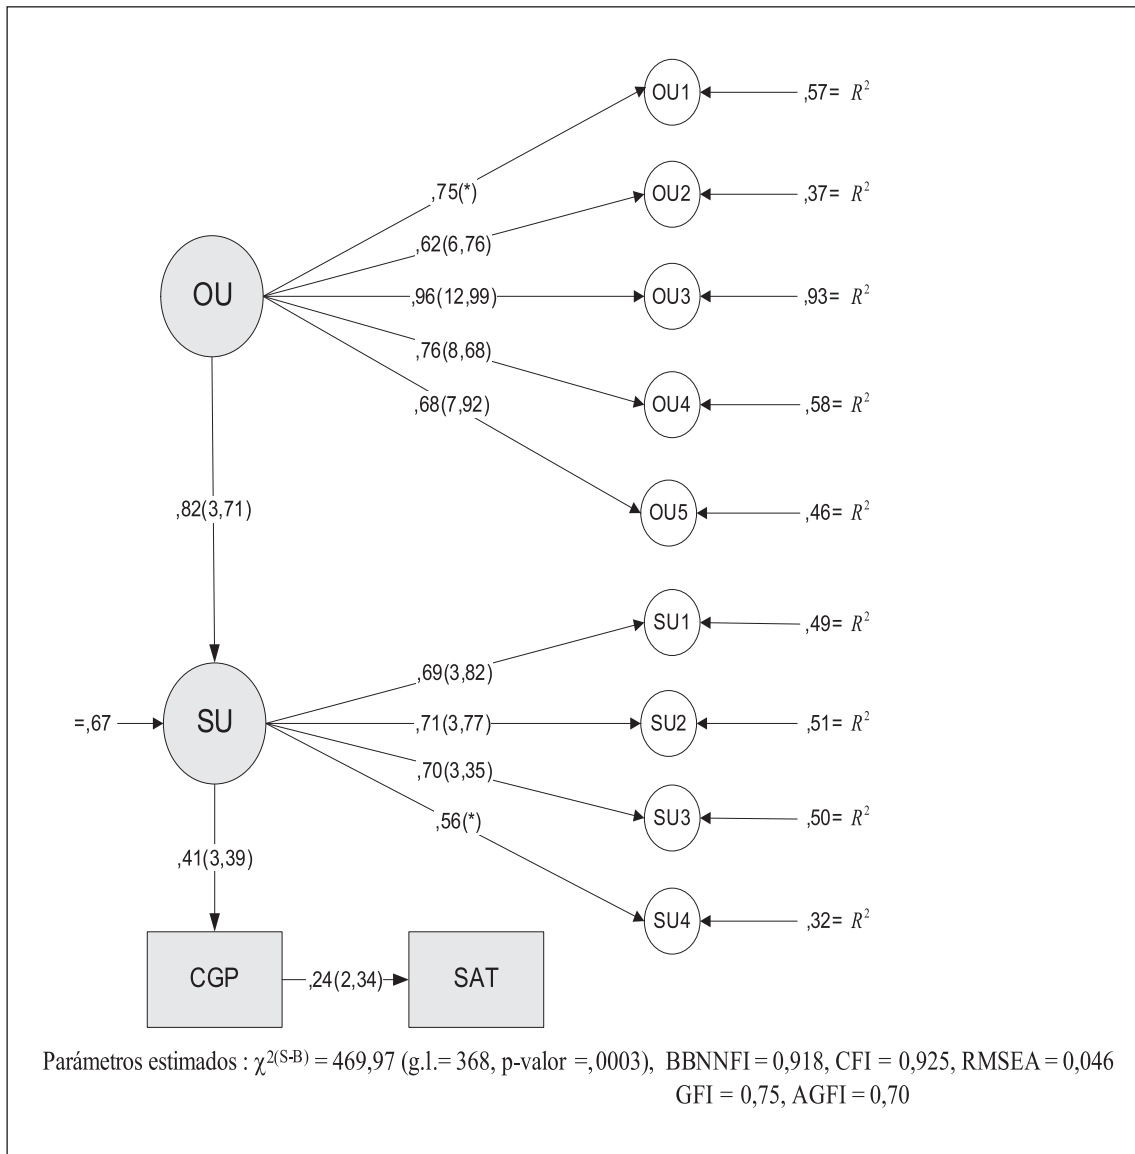 OU1
,57= R²
,75(*)
OU2
,37= R²
,62(6,76)
OU
,96(12,99)
OU3
,93= R²
,76(8,68)
OU4
,58= R²
,68(7,92)
,82(3,71)
OU5
,46= R²
SU1
,49= R²
,69(3,82)
=,67
SU
,71(3,77)
SU2
,51= R²
,70(3,35)
,56(*)
SU3
,50= R²
,41(3,39)
SU4
,32= R²
CGP
,24(2,34)
SAT
Parámetros estimados : χ²⁽ˢ⁻ᴮ⁾ = 469,97 (g.l.= 368, p-valor =,0003), BBNNFI = 0,918, CFI = 0,925, RMSEA = 0,046
GFI = 0,75, AGFI = 0,70